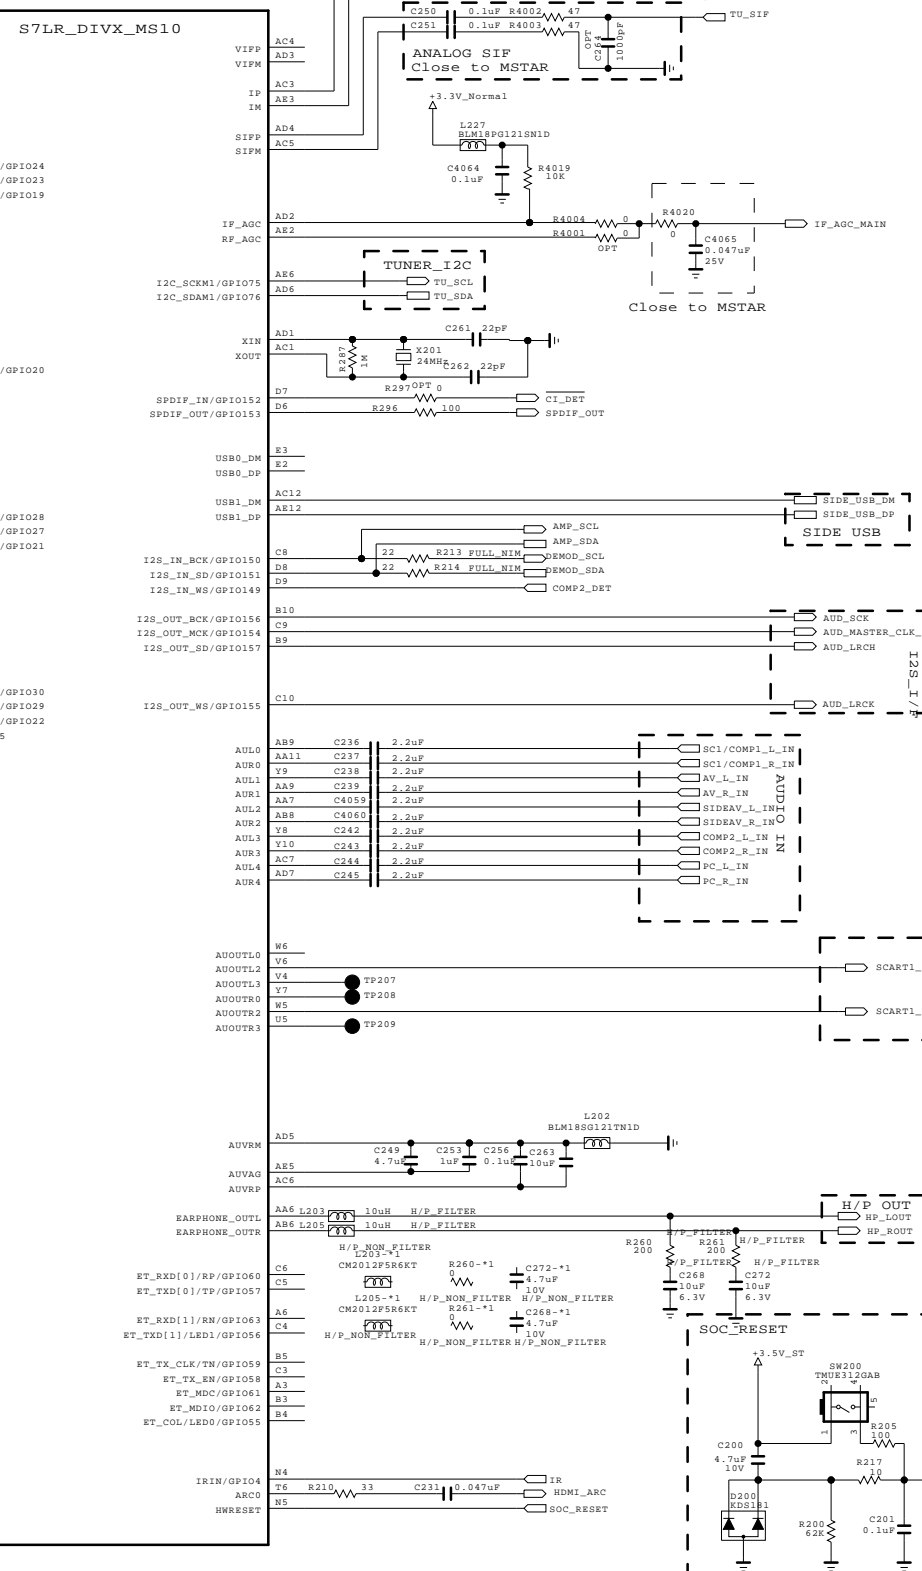 S7LR_DIVX_MS10
C250 0.1uF R4002 47
TU_SIF
C251 0.1uF R4003 47
OPT
C264
1000pF
ANALOG SIF
Close to MSTAR
VIFP AC4
VIFM AD3
IP AC3
IM AE3
+3.3V_Normal
SIFP AD4
SIFM AC5
L227
BLM18PG121SN1D
C4064
0.1uF
R4019
10K
/GPIO24
/GPIO23
/GPIO19
IF_AGC AD2
RF_AGC AE2
R4004 0
R4001 0
OPT
R4020
0
IF_AGC_MAIN
C4065
0.047uF
25V
Close to MSTAR
TUNER_I2C
I2C_SCKM1/GPIO75 AE6 TU_SCL
I2C_SDAM1/GPIO76 AD6 TU_SDA
XIN AD1
XOUT AC1
C261 22pF
R287
1M
X201
24MHz
C262 22pF
/GPIO20
SPDIF_IN/GPIO152 D7 R297 OPT 0 CI_DET
SPDIF_OUT/GPIO153 D6 R296 100 SPDIF_OUT
USB0_DM E3
USB0_DP E2
USB1_DM AC12 SIDE_USB_DM
USB1_DP AE12 SIDE_USB_DP
SIDE USB
/GPIO28
/GPIO27
/GPIO21
AMP_SCL
AMP_SDA
I2S_IN_BCK/GPIO150 C8 22 R213 FULL_NIM DEMOD_SCL
I2S_IN_SD/GPIO151 D8 22 R214 FULL_NIM DEMOD_SDA
I2S_IN_WS/GPIO149 D9 COMP2_DET
I2S_OUT_BCK/GPIO156 B10 AUD_SCK
I2S_OUT_MCK/GPIO154 C9 AUD_MASTER_CLK_
I2S_OUT_SD/GPIO157 B9 AUD_LRCH
I2S_I/F
/GPIO30
/GPIO29
/GPIO22
5
I2S_OUT_WS/GPIO155 C10 AUD_LRCK
AUL0 AB9 C236 2.2uF SC1/COMP1_L_IN
AUR0 AA11 C237 2.2uF SC1/COMP1_R_IN
AUL1 Y9 C238 2.2uF AV_L_IN
AUR1 AA9 C239 2.2uF AV_R_IN
AUL2 AA7 C4059 2.2uF SIDEAV_L_IN
AUR2 AB8 C4060 2.2uF SIDEAV_R_IN
AUL3 Y8 C242 2.2uF COMP2_L_IN
AUR3 Y10 C243 2.2uF COMP2_R_IN
AUL4 AC7 C244 2.2uF PC_L_IN
AUR4 AD7 C245 2.2uF PC_R_IN
AUDIO IN
AUOUTL0 W6
AUOUTL2 V6 SCART1_
AUOUTL3 V4 TP207
AUOUTR0 Y7 TP208
AUOUTR2 W5 SCART1_
AUOUTR3 U5 TP209
L202
BLM18SG121TN1D
AUVRM AD5
C249
4.7uF
C253
1uF
C256
0.1uF
C263
10uF
AUVAG AE5
AUVRP AC6
H/P OUT
EARPHONE_OUTL AA6 L203 10uH H/P_FILTER HP_LOUT
EARPHONE_OUTR AB6 L205 10uH H/P_FILTER HP_ROUT
H/P_FILTER
R260
200
R261
200
H/P_FILTER
H/P_FILTER
H/P_FILTER
C268
10uF
6.3V
C272
10uF
6.3V
H/P_NON_FILTER
L203-*1
CM2012F5R6KT
R260-*1
0
H/P_NON_FILTER
C272-*1
4.7uF
10V
H/P_NON_FILTER
L205-*1
CM2012F5R6KT
H/P_NON_FILTER
R261-*1
0
H/P_NON_FILTER
C268-*1
4.7uF
10V
H/P_NON_FILTER
ET_RXD[0]/RP/GPIO60 C6
ET_TXD[0]/TP/GPIO57 C5
ET_RXD[1]/RN/GPIO63 A6
ET_TXD[1]/LED1/GPIO56 C4
ET_TX_CLK/TN/GPIO59 B5
ET_TX_EN/GPIO58 C3
ET_MDC/GPIO61 A3
ET_MDIO/GPIO62 B3
ET_COL/LED0/GPIO55 B4
SOC_RESET
+3.5V_ST
SW200
TMUE312GAB
2 4
5
1 3
R205
100
C200
4.7uF
10V
R217
10
D200
KDS181
R200
62K
C201
0.1uF
IRIN/GPIO4 N4 IR
ARC0 T6 R210 33 C231 0.047uF HDMI_ARC
HWRESET N5 SOC_RESET